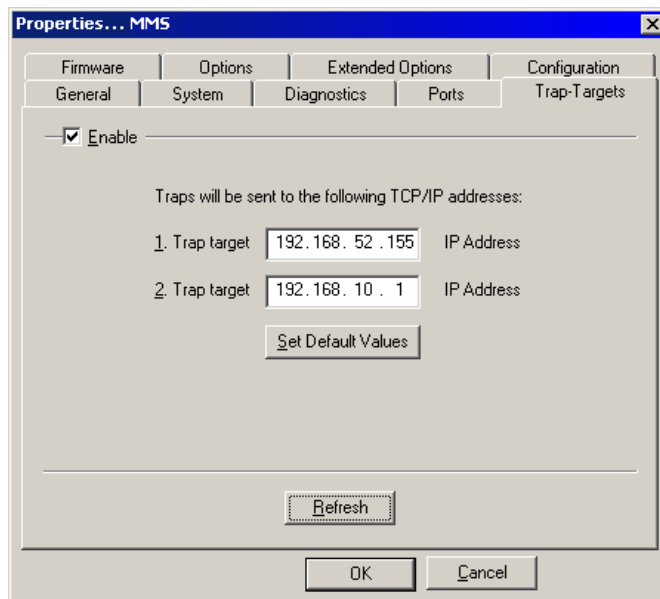 Properties... MMS
Firmware Options Extended Options Configuration
General System Diagnostics Ports Trap-Targets
Enable
Traps will be sent to the following TCP/IP addresses:
1. Trap target 192.168. 52 .155 IP Address
2. Trap target 192.168. 10 . 1 IP Address
Set Default Values
Refresh
OK Cancel